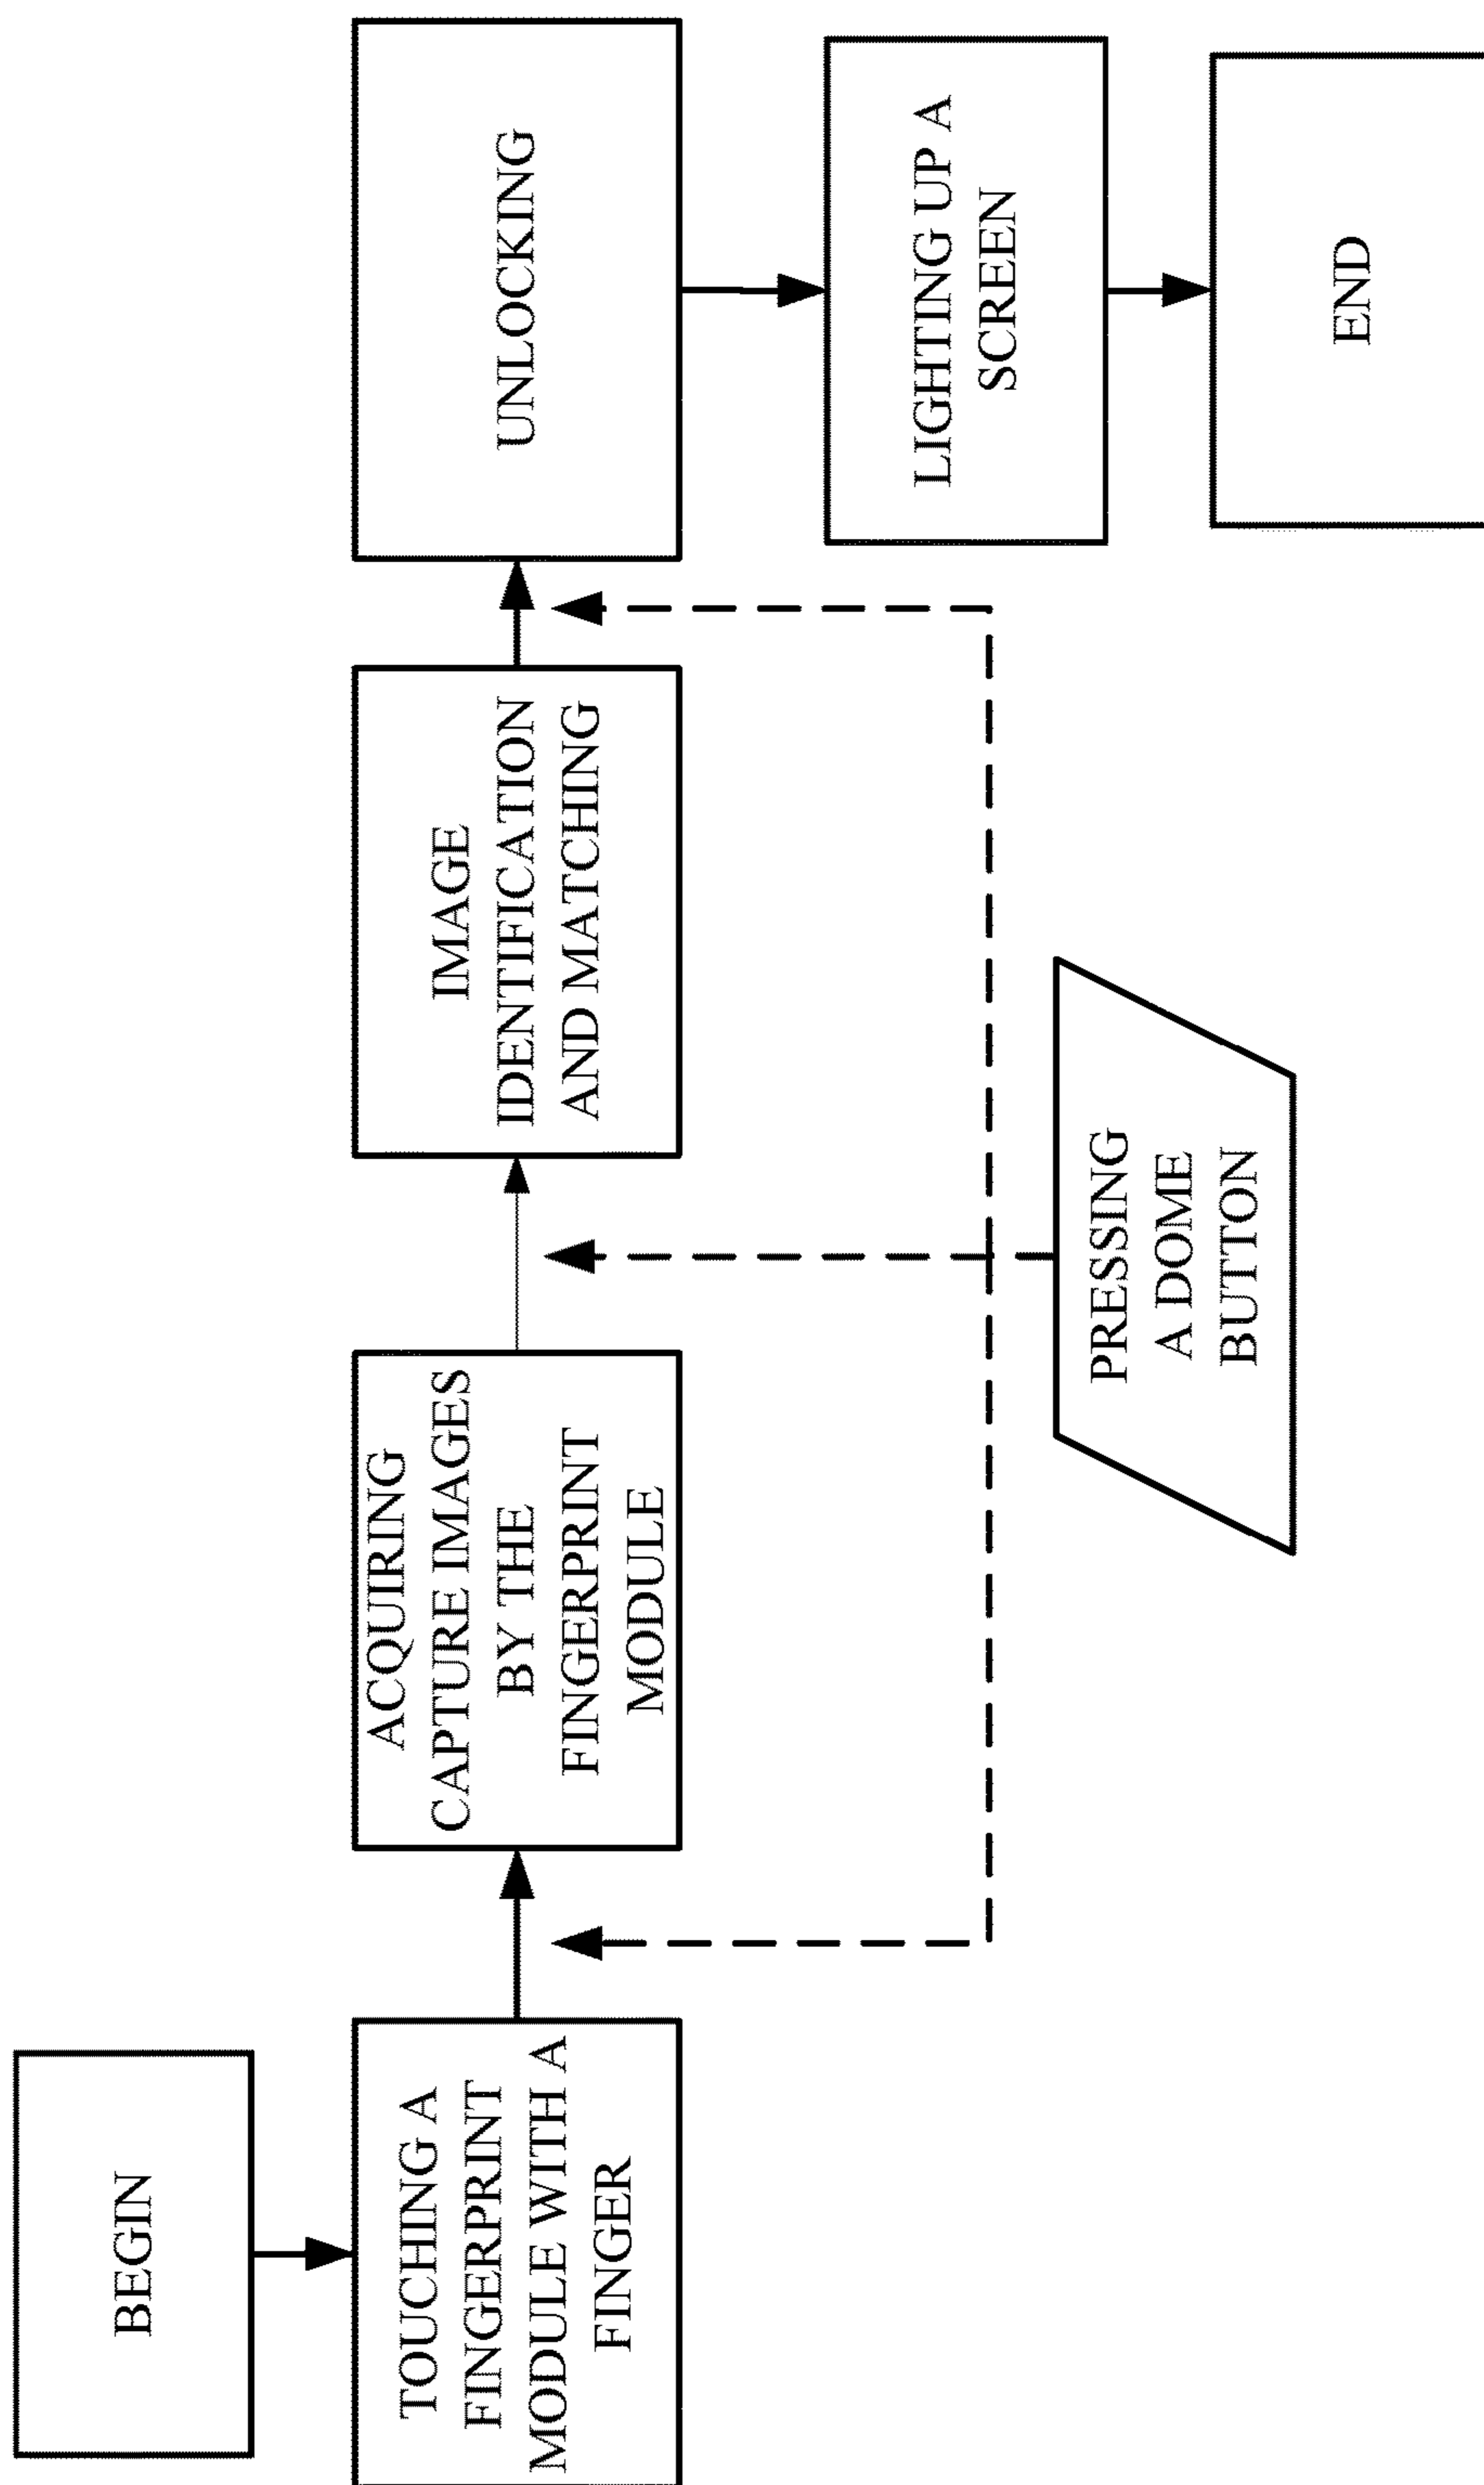 BEGIN
TOUCHING A
FINGERPRINT
MODULE WITH A
FINGER
ACQUIRING
CAPTURE IMAGES
BY THE
FINGERPRINT
MODULE
IMAGE
IDENTIFICATION
AND MATCHING
UNLOCKING
PRESSING
A DOME
BUTTON
LIGHTING UP A
SCREEN
END